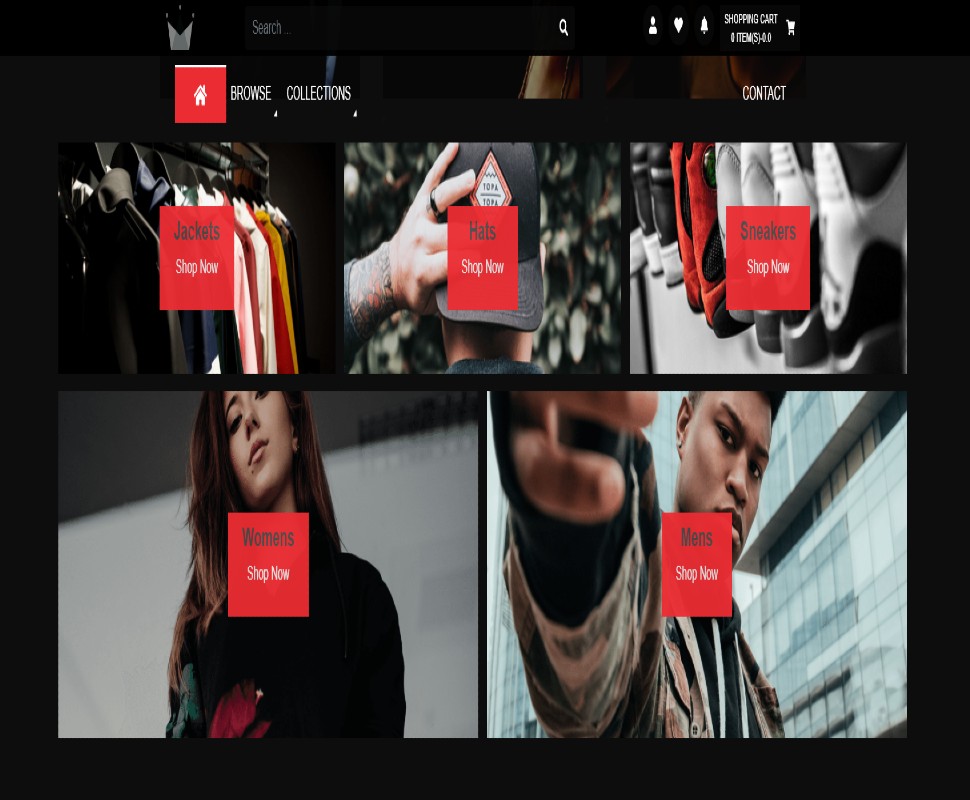 Search ...
SHOPPING CART
0 ITEM(S)-0.0
BROWSE
COLLECTIONS
CONTACT
TOPA
TOPA
Jackets
Shop Now
Hats
Shop Now
Sneakers
Shop Now
Womens
Shop Now
Mens
Shop Now